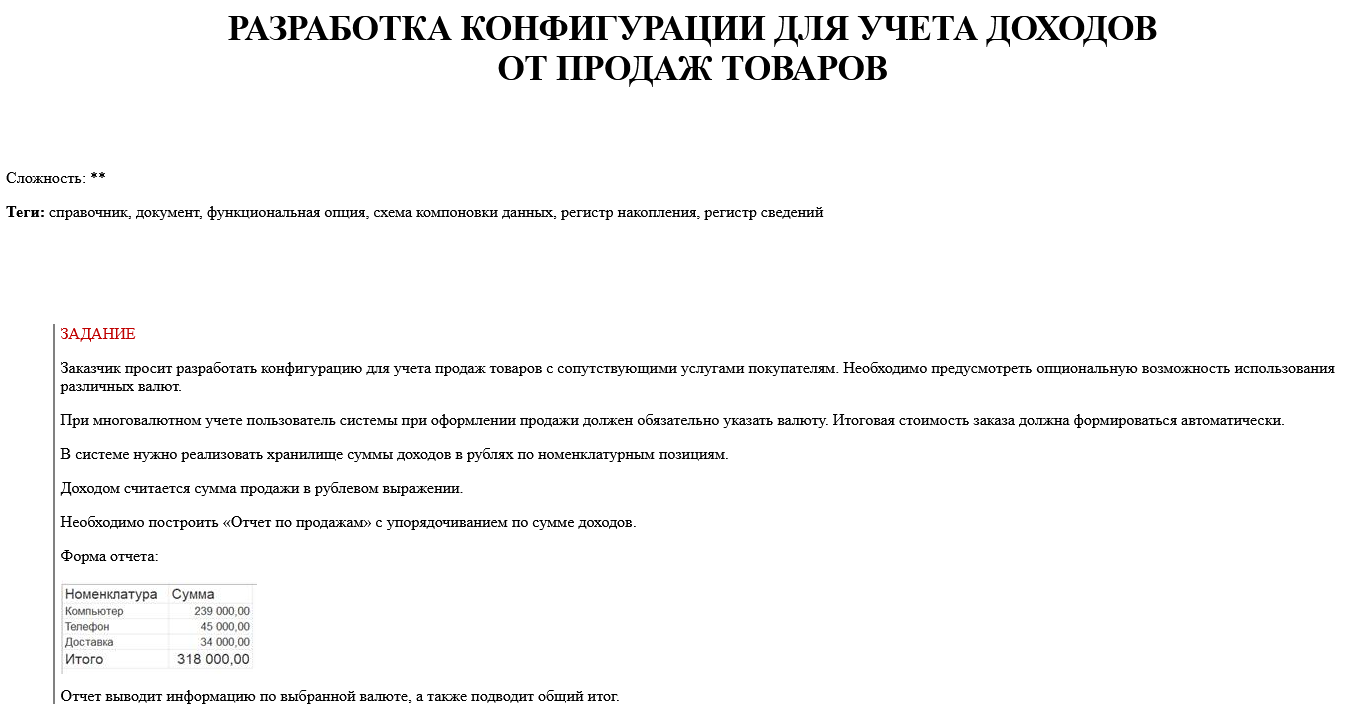 РАЗРАБОТКА КОНФИГУРАЦИИ ДЛЯ УЧЕТА ДОХОДОВ
ОТ ПРОДАЖ ТОВАРОВ
Сложность: **
Теги: справочник, документ, функциональная опция, схема компоновки данных, регистр накопления, регистр сведений
ЗАДАНИЕ
Заказчик просит разработать конфигурацию для учета продаж товаров с сопутствующими услугами покупателям. Необходимо предусмотреть опциональную возможность использования
различных валют.
При многовалютном учете пользователь системы при оформлении продажи должен обязательно указать валюту. Итоговая стоимость заказа должна формироваться автоматически.
В системе нужно реализовать хранилище суммы доходов в рублях по номенклатурным позициям.
Доходом считается сумма продажи в рублевом выражении.
Необходимо построить «Отчет по продажам» с упорядочиванием по сумме доходов.
Форма отчета:
Номенклатура Сумма
Компьютер 239 000,00
Телефон 45 000,00
Доставка 34 000,00
Итого 318 000,00
Отчет выводит информацию по выбранной валюте, а также подводит общий итог.